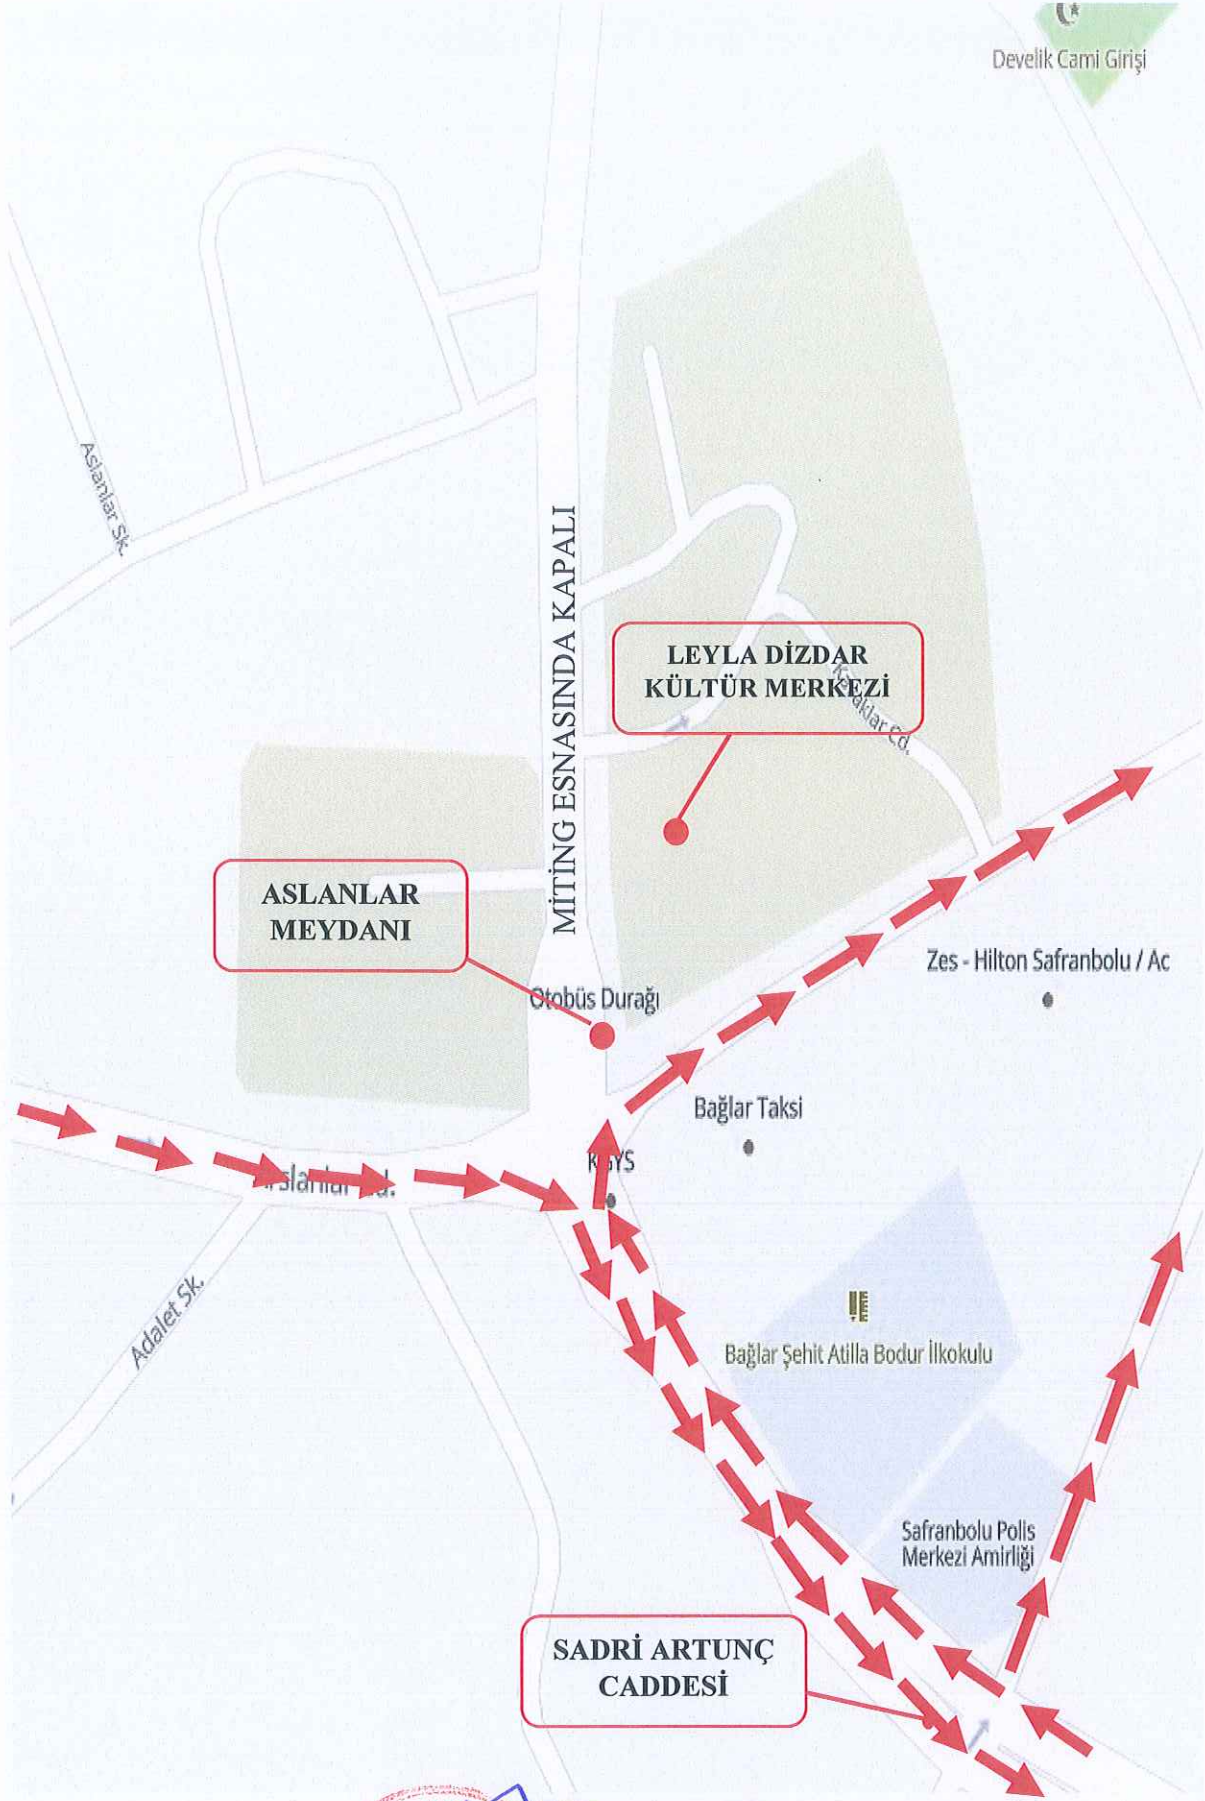 Develik Cami Girişi
Aslanlar Sk.
MİTİNG ESNASINDA KAPALI
LEYLA DİZDAR
KÜLTÜR MERKEZİ
Cd.
ASLANLAR
MEYDANI
Zes - Hilton Safranbolu / Ac
Otobüs Durağı
Bağlar Taksi
Adalet Sk.
Bağlar Şehit Atilla Bodur İlkokulu
Safranbolu Polis
Merkezi Amirliği
SADRİ ARTUNÇ
CADDESİ